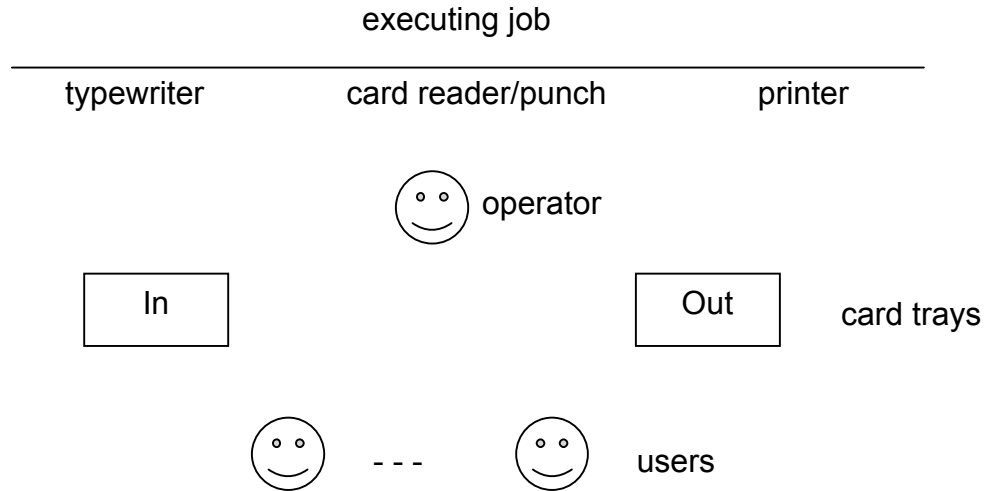 executing job
typewriter card reader/punch printer
operator
In Out card trays
- - - users